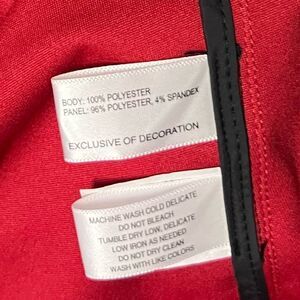 BODY: 100% POLYESTER
PANEL: 96% POLYESTER, 4% SPANDEX
EXCLUSIVE OF DECORATION
MACHINE WASH COLD DELICATE
DO NOT BLEACH
TUMBLE DRY LOW, DELICATE
LOW IRON AS NEEDED
DO NOT DRY CLEAN
WASH WITH LIKE COLORS